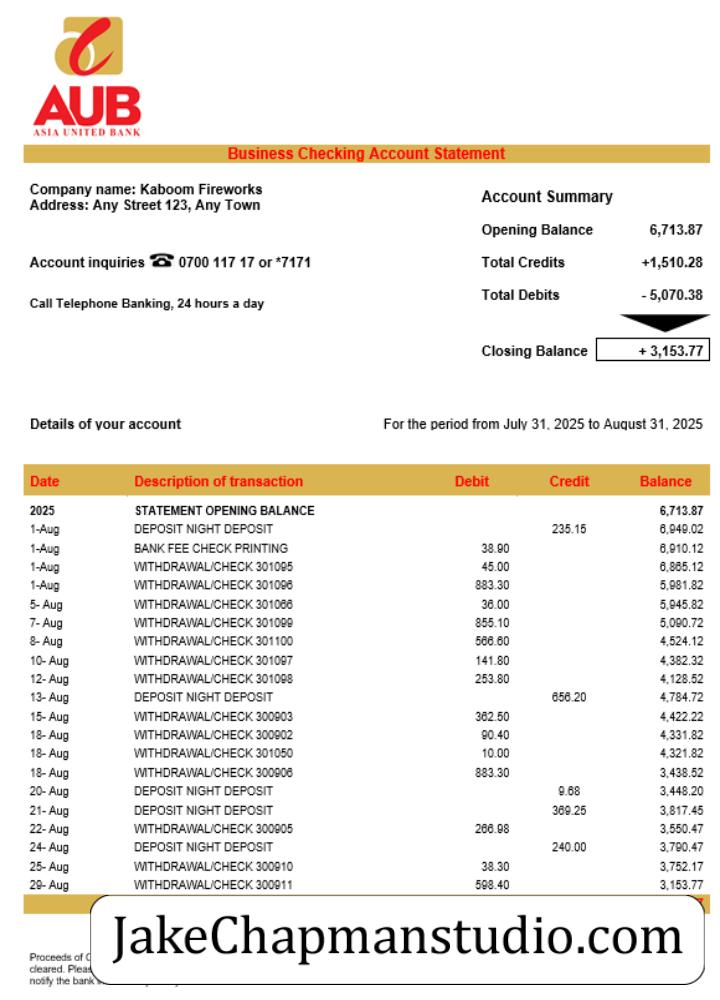 AUB
ASIA UNITED BANK
Business Checking Account Statement
Company name: Kaboom Fireworks
Address: Any Street 123, Any Town
Account inquiries ☎ 0700 117 17 or *7171
Call Telephone Banking, 24 hours a day
Account Summary
Opening Balance 6,713.87
Total Credits +1,510.28
Total Debits - 5,070.38
Closing Balance + 3,153.77
Details of your account For the period from July 31, 2025 to August 31, 2025
Date Description of transaction Debit Credit Balance
2025 STATEMENT OPENING BALANCE 6,713.87
1-Aug DEPOSIT NIGHT DEPOSIT 235.15 6,949.02
1-Aug BANK FEE CHECK PRINTING 38.90 6,910.12
1-Aug WITHDRAWAL/CHECK 301095 45.00 6,865.12
1-Aug WITHDRAWAL/CHECK 301096 883.30 5,981.82
5- Aug WITHDRAWAL/CHECK 301066 36.00 5,945.82
7- Aug WITHDRAWAL/CHECK 301099 855.10 5,090.72
8- Aug WITHDRAWAL/CHECK 301100 566.60 4,524.12
10- Aug WITHDRAWAL/CHECK 301097 141.80 4,382.32
12- Aug WITHDRAWAL/CHECK 301098 253.80 4,128.52
13- Aug DEPOSIT NIGHT DEPOSIT 656.20 4,784.72
15- Aug WITHDRAWAL/CHECK 300903 362.50 4,422.22
18- Aug WITHDRAWAL/CHECK 300902 90.40 4,331.82
18- Aug WITHDRAWAL/CHECK 301050 10.00 4,321.82
18- Aug WITHDRAWAL/CHECK 300906 883.30 3,438.52
20- Aug DEPOSIT NIGHT DEPOSIT 9.68 3,448.20
21- Aug DEPOSIT NIGHT DEPOSIT 369.25 3,817.45
22- Aug WITHDRAWAL/CHECK 300905 266.98 3,550.47
24- Aug DEPOSIT NIGHT DEPOSIT 240.00 3,790.47
25- Aug WITHDRAWAL/CHECK 300910 38.30 3,752.17
29- Aug WITHDRAWAL/CHECK 300911 598.40 3,153.77
JakeChapmanstudio.com
Proceeds of
cleared.
notify the bank